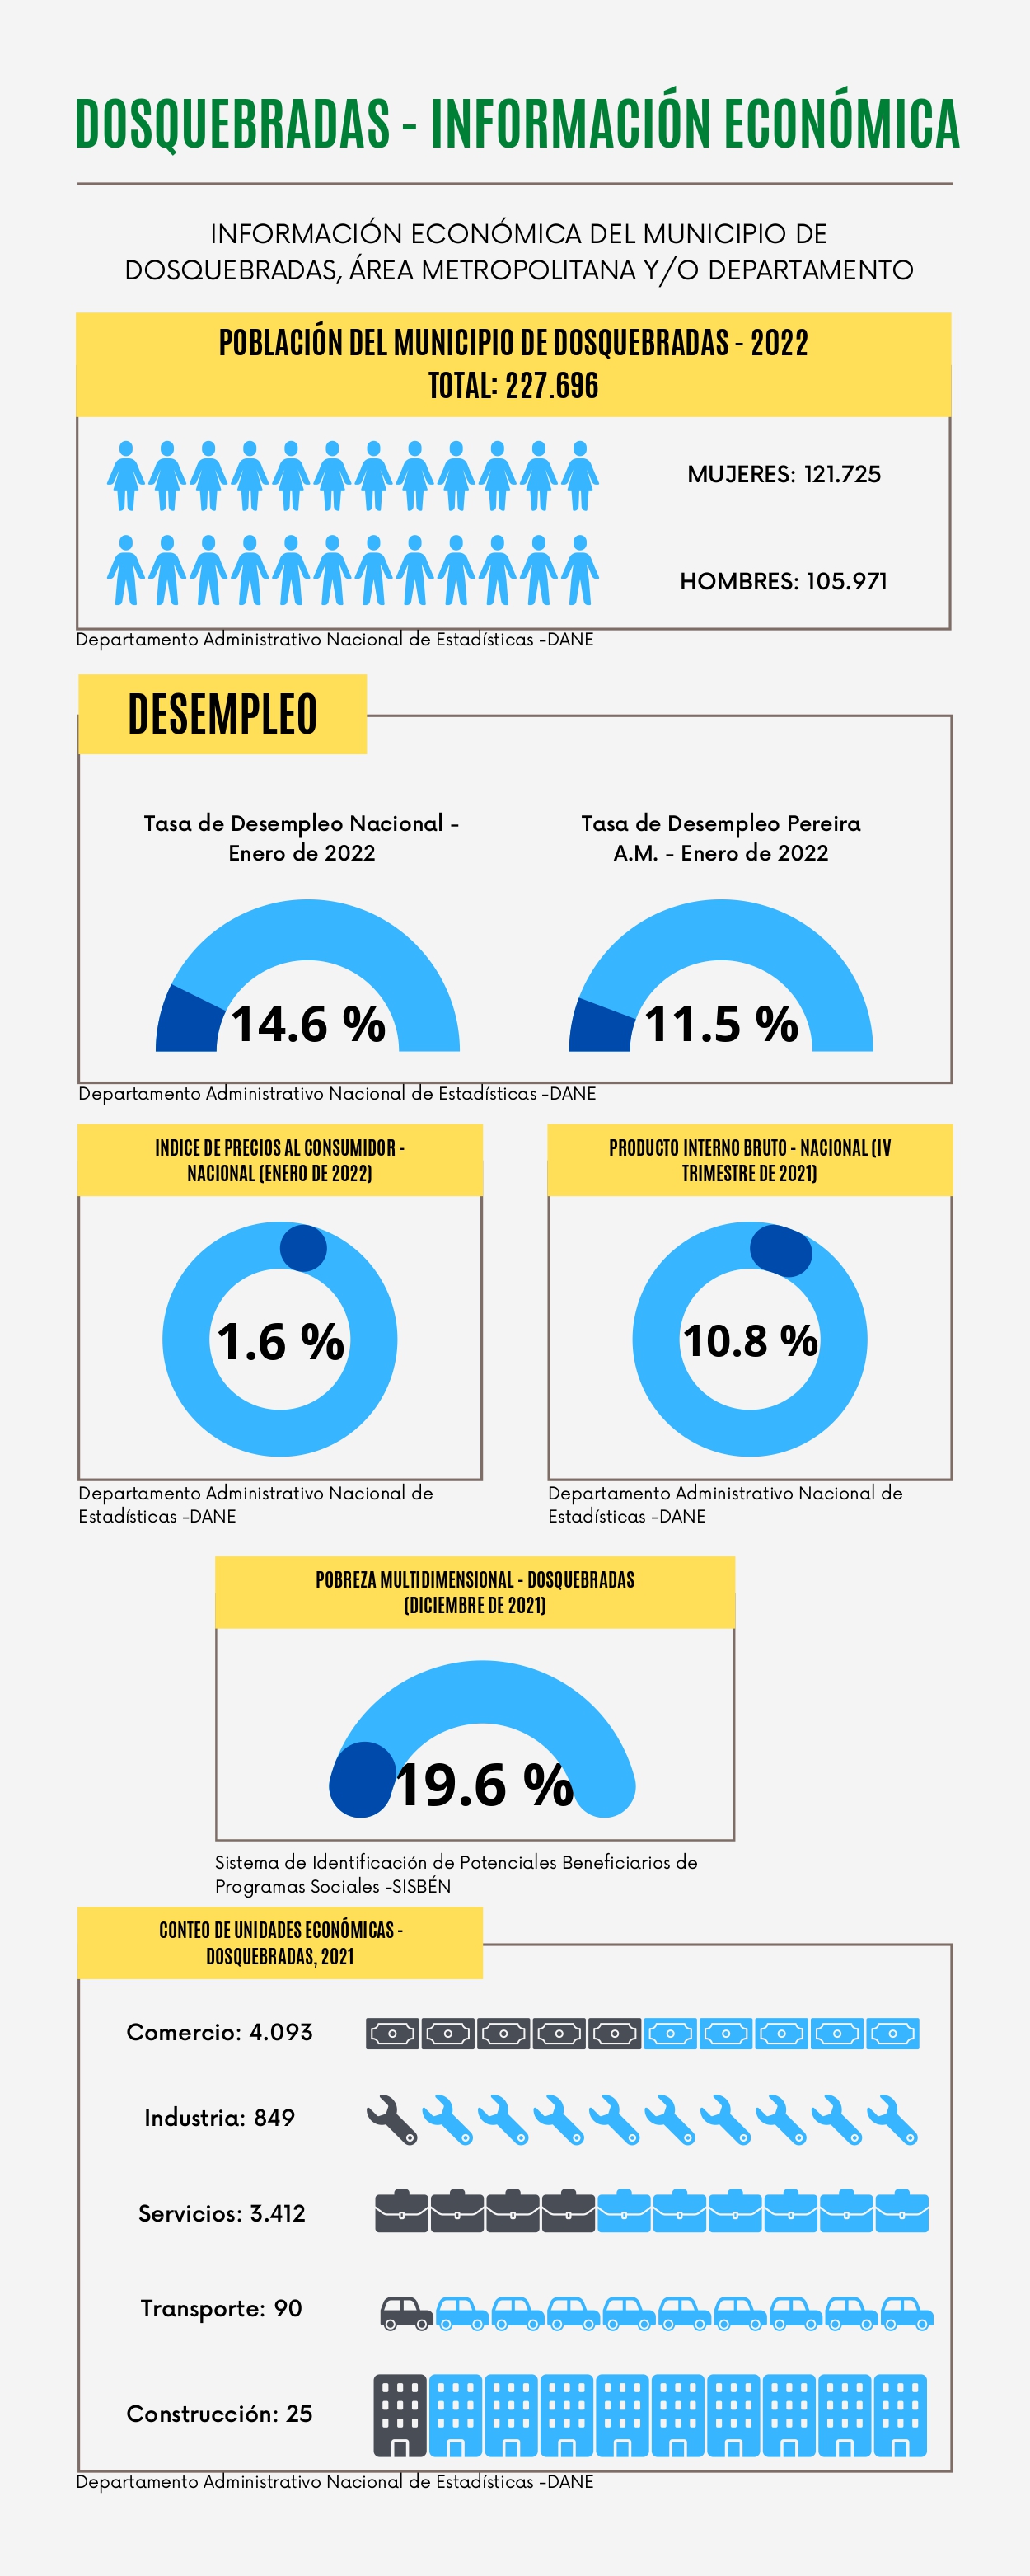 DOSQUEBRADAS - INFORMACIÓN ECONÓMICA
INFORMACIÓN ECONÓMICA DEL MUNICIPIO DE
DOSQUEBRADAS, ÁREA METROPOLITANA Y/O DEPARTAMENTO
POBLACIÓN DEL MUNICIPIO DE DOSQUEBRADAS - 2022
TOTAL: 227.696
MUJERES: 121.725
HOMBRES: 105.971
Departamento Administrativo Nacional de Estadísticas -DANE
DESEMPLEO
Tasa de Desempleo Nacional -
Enero de 2022
14.6 %
Tasa de Desempleo Pereira
A.M. - Enero de 2022
11.5 %
Departamento Administrativo Nacional de Estadísticas -DANE
INDICE DE PRECIOS AL CONSUMIDOR -
NACIONAL (ENERO DE 2022)
1.6 %
Departamento Administrativo Nacional de
Estadísticas -DANE
PRODUCTO INTERNO BRUTO - NACIONAL (IV
TRIMESTRE DE 2021)
10.8 %
Departamento Administrativo Nacional de
Estadísticas -DANE
POBREZA MULTIDIMENSIONAL - DOSQUEBRADAS
(DICIEMBRE DE 2021)
19.6 %
Sistema de Identificación de Potenciales Beneficiarios de
Programas Sociales -SISBÉN
CONTEO DE UNIDADES ECONÓMICAS -
DOSQUEBRADAS, 2021
Comercio: 4.093
Industria: 849
Servicios: 3.412
Transporte: 90
Construcción: 25
Departamento Administrativo Nacional de Estadísticas -DANE